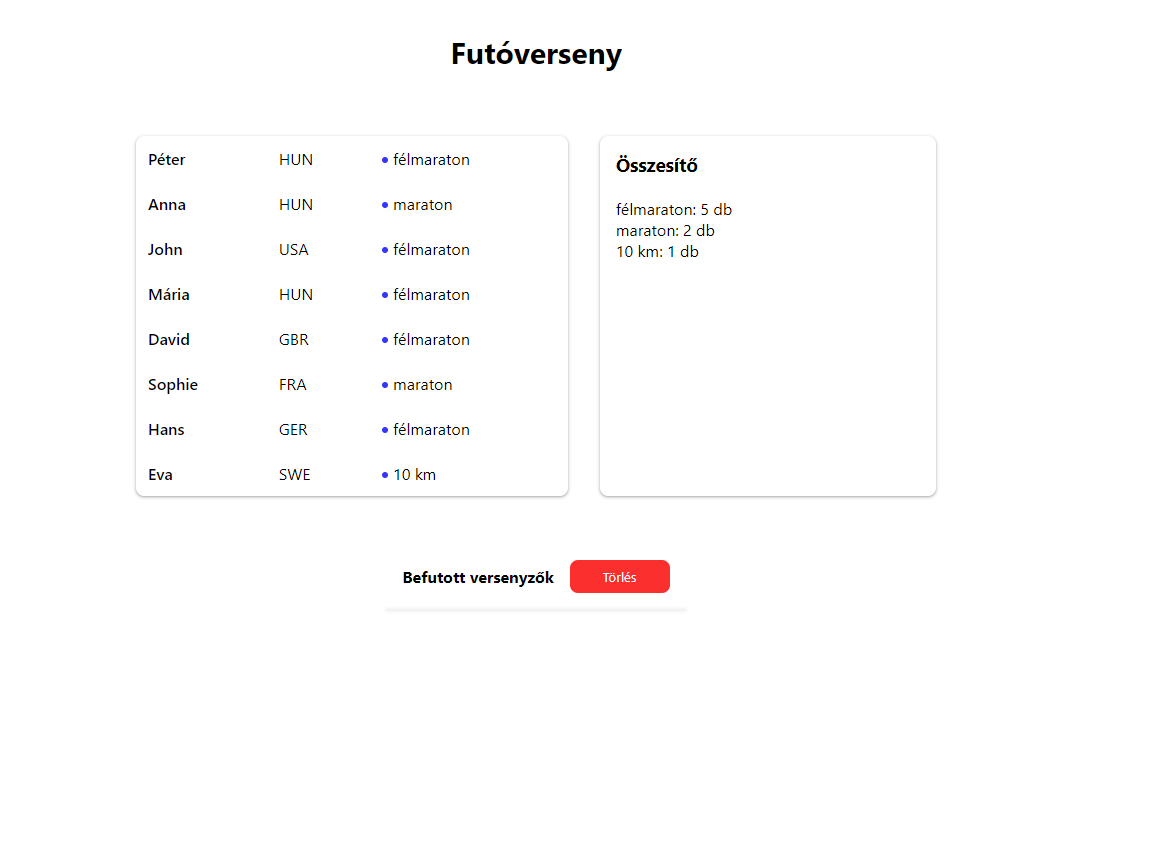 Futóverseny
Péter HUN félmaraton
Anna HUN maraton
John USA félmaraton
Mária HUN félmaraton
David GBR félmaraton
Sophie FRA maraton
Hans GER félmaraton
Eva SWE 10 km
Összesítő
félmaraton: 5 db
maraton: 2 db
10 km: 1 db
Befutott versenyzők Törlés